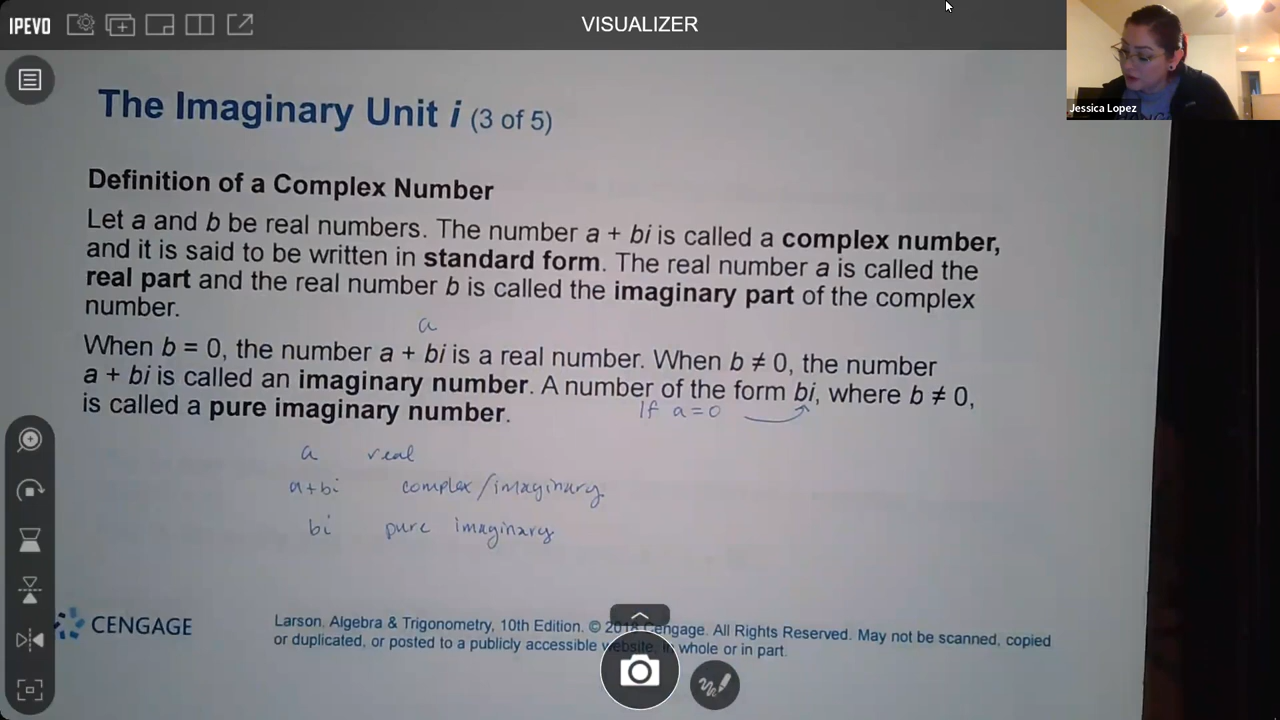 IPEVO
VISUALIZER
Jessica Lopez
The Imaginary Unit i (3 of 5)
Definition of a Complex Number
Let a and b be real numbers. The number a + bi is called a complex number,
and it is said to be written in standard form. The real number a is called the
real part and the real number b is called the imaginary part of the complex
number.
a
When b = 0, the number a + bi is a real number. When b ≠ 0, the number
a + bi is called an imaginary number. A number of the form bi, where b ≠ 0,
is called a pure imaginary number.
If a=0
a real
a+bi complex/imaginary
bi pure imaginary
CENGAGE
Larson, Algebra & Trigonometry, 10th Edition. © 2018 Cengage. All Rights Reserved. May not be scanned, copied
or duplicated, or posted to a publicly accessible website, in whole or in part.